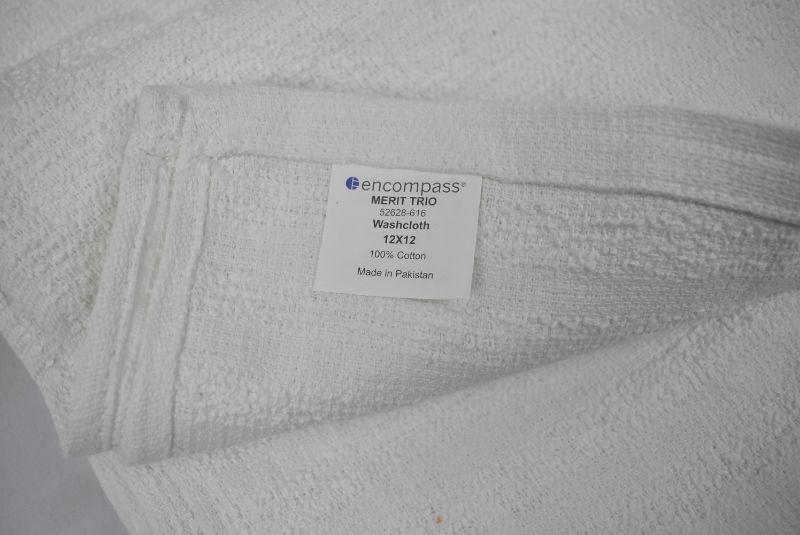 encompass®
MERIT TRIO
52628-616
Washcloth
12X12
100% Cotton
Made in Pakistan